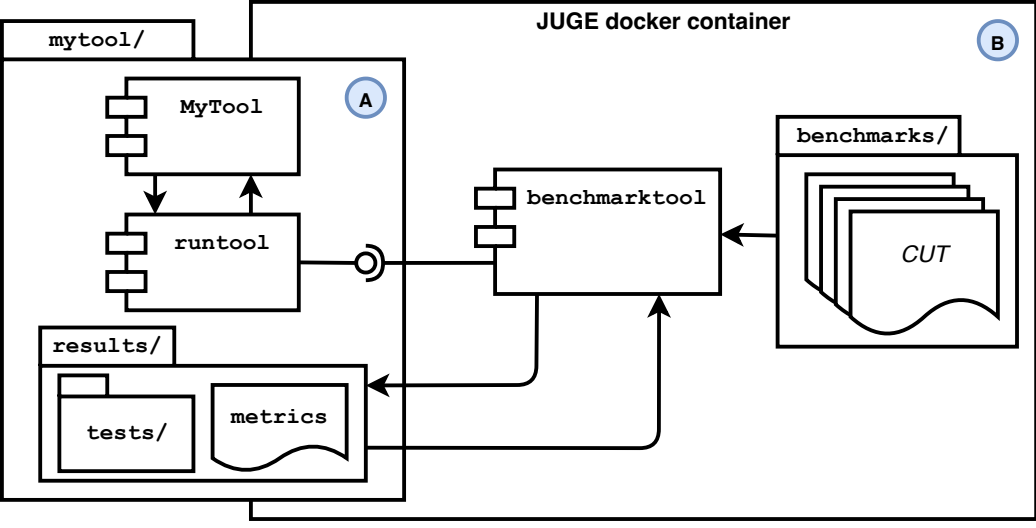 JUGE docker container
mytool/
A
B
MyTool
benchmarks/
benchmarktool
runtool
CUT
results/
metrics
tests/